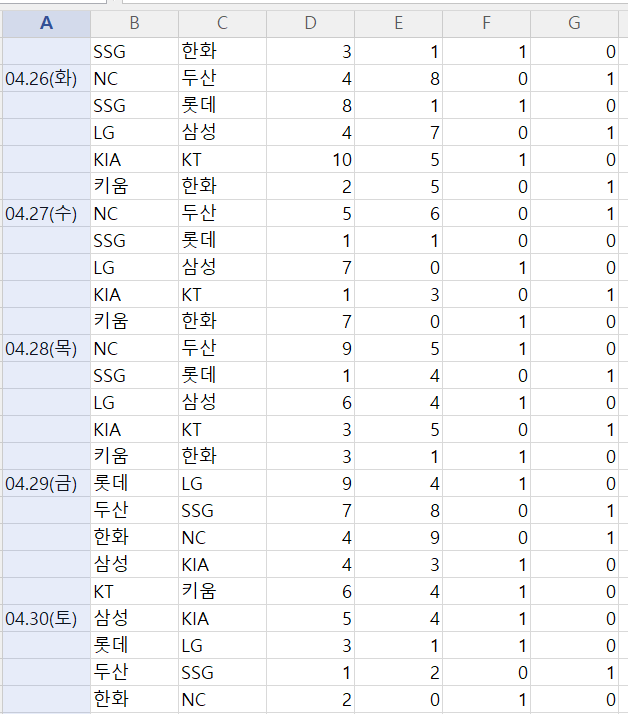 A B C D E F G
SSG 한화 3 1 1 0
04.26(화) NC 두산 4 8 0 1
SSG 롯데 8 1 1 0
LG 삼성 4 7 0 1
KIA KT 10 5 1 0
키움 한화 2 5 0 1
04.27(수) NC 두산 5 6 0 1
SSG 롯데 1 1 0 0
LG 삼성 7 0 1 0
KIA KT 1 3 0 1
키움 한화 7 0 1 0
04.28(목) NC 두산 9 5 1 0
SSG 롯데 1 4 0 1
LG 삼성 6 4 1 0
KIA KT 3 5 0 1
키움 한화 3 1 1 0
04.29(금) 롯데 LG 9 4 1 0
두산 SSG 7 8 0 1
한화 NC 4 9 0 1
삼성 KIA 4 3 1 0
KT 키움 6 4 1 0
04.30(토) 삼성 KIA 5 4 1 0
롯데 LG 3 1 1 0
두산 SSG 1 2 0 1
한화 NC 2 0 1 0